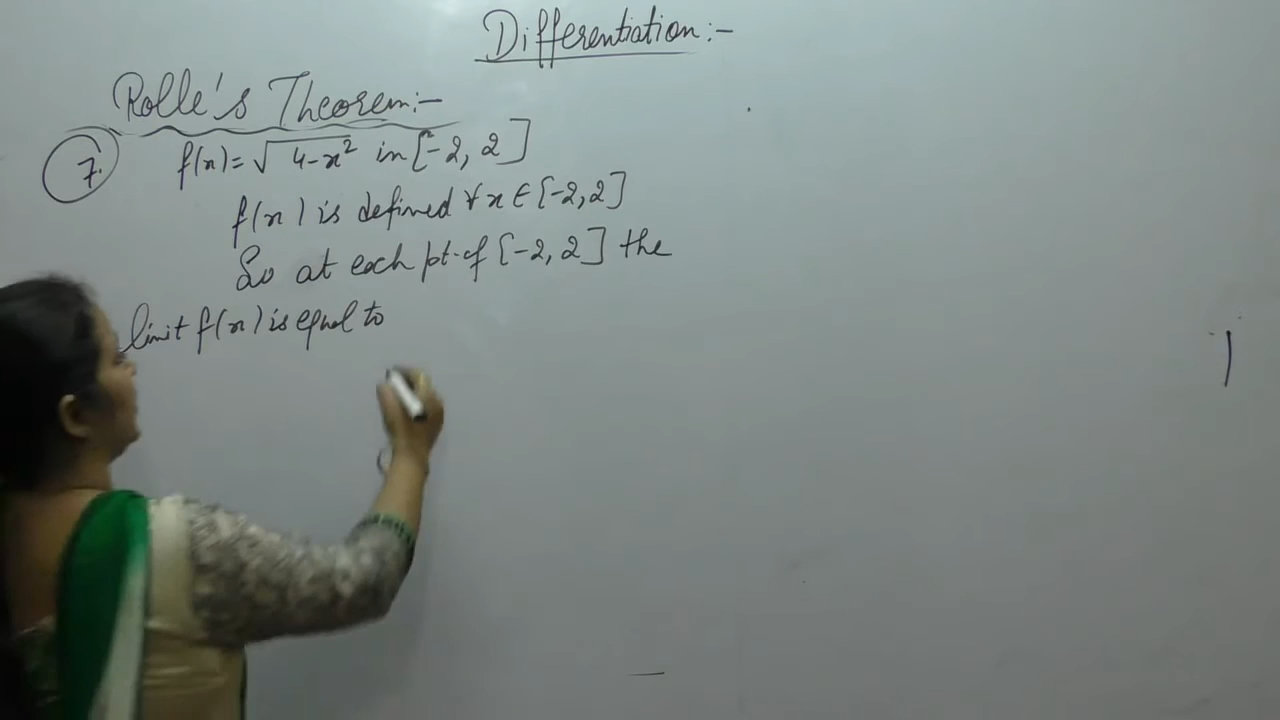 Differentiation:-
Rolle's Theorem:-
7. f(x)=√4-x² in [-2, 2]
f(x) is defined ∀ x ∈ [-2,2]
So at each pt. of [-2, 2] the
limit f(x) is equal to